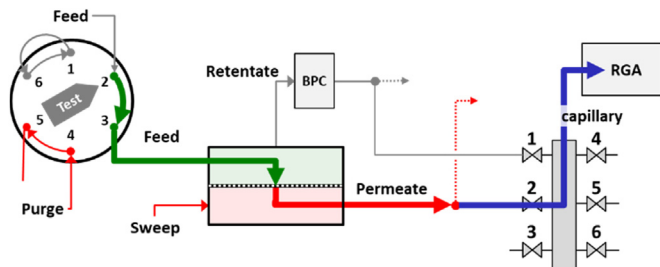 Feed
1
2
3
4
5
6
Test
Purge
Feed
Retentate
BPC
Sweep
Permeate
RGA
capillary
1
4
2
5
3
6